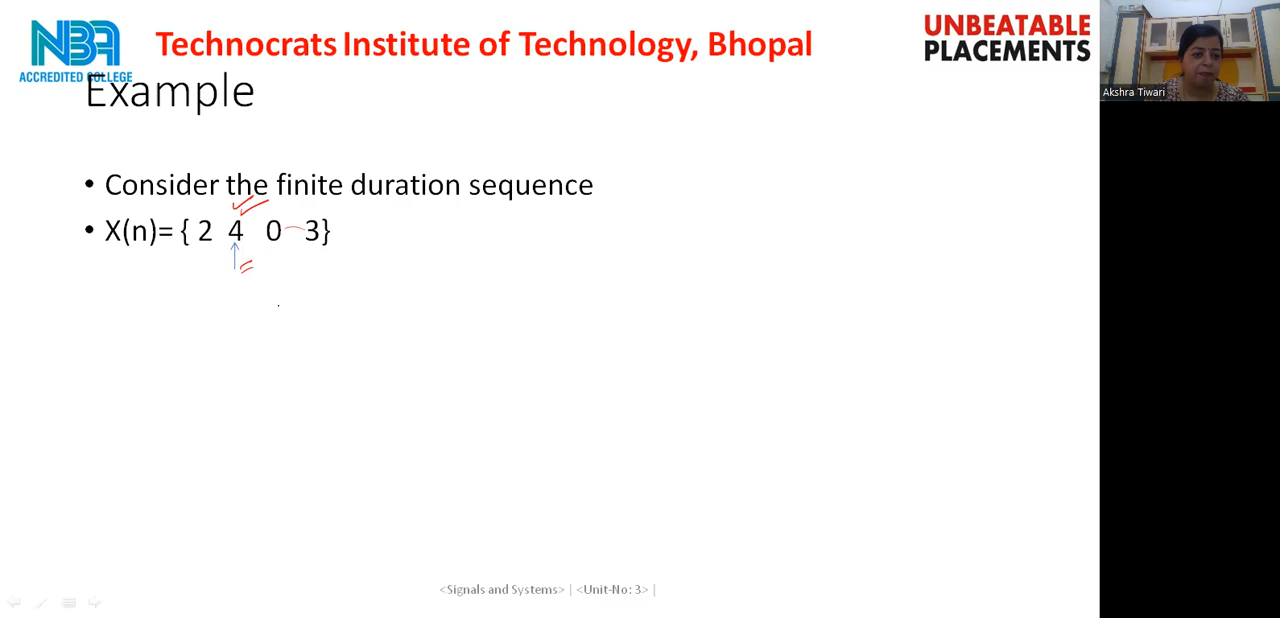 NBA
ACCREDITED COLLEGE
Technocrats Institute of Technology, Bhopal
UNBEATABLE
PLACEMENTS
Akshra Tiwari
Example
• Consider the finite duration sequence
• X(n)= { 2 4 0 3}
<Signals and Systems> | <Unit-No: 3> |